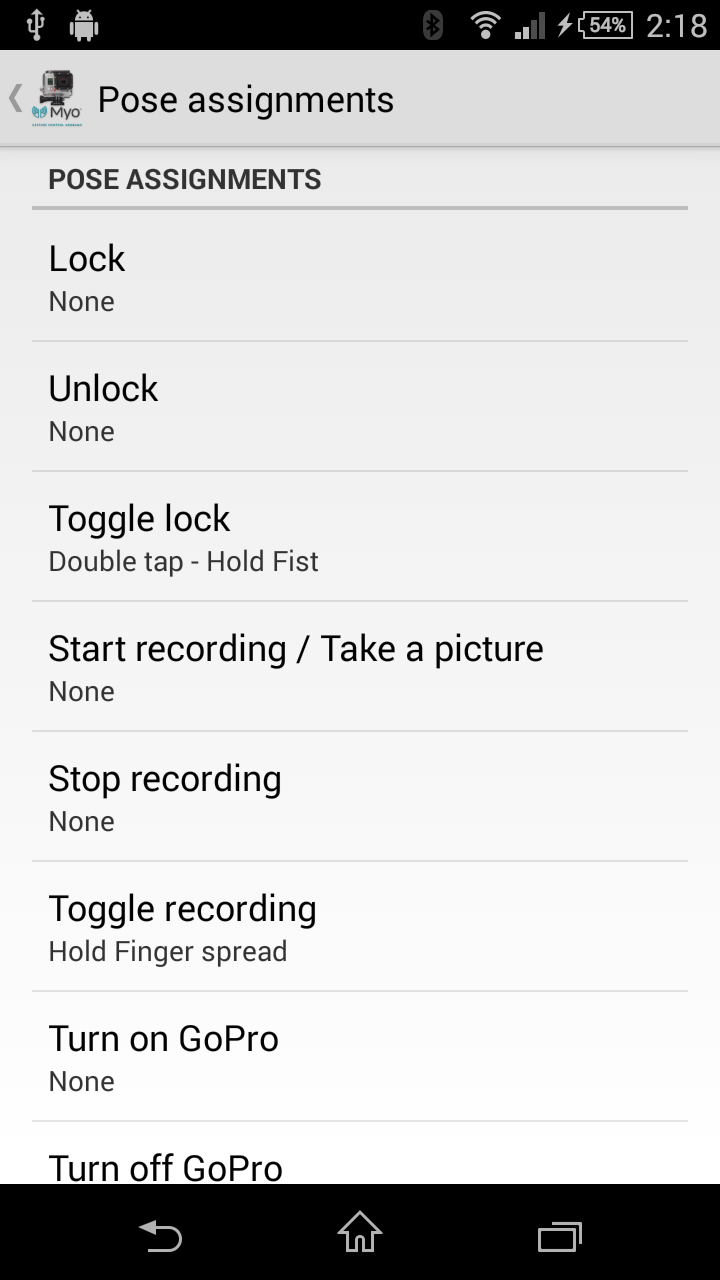 54% 2:18
Myo
Pose assignments
POSE ASSIGNMENTS
Lock
None
Unlock
None
Toggle lock
Double tap - Hold Fist
Start recording / Take a picture
None
Stop recording
None
Toggle recording
Hold Finger spread
Turn on GoPro
None
Turn off GoPro